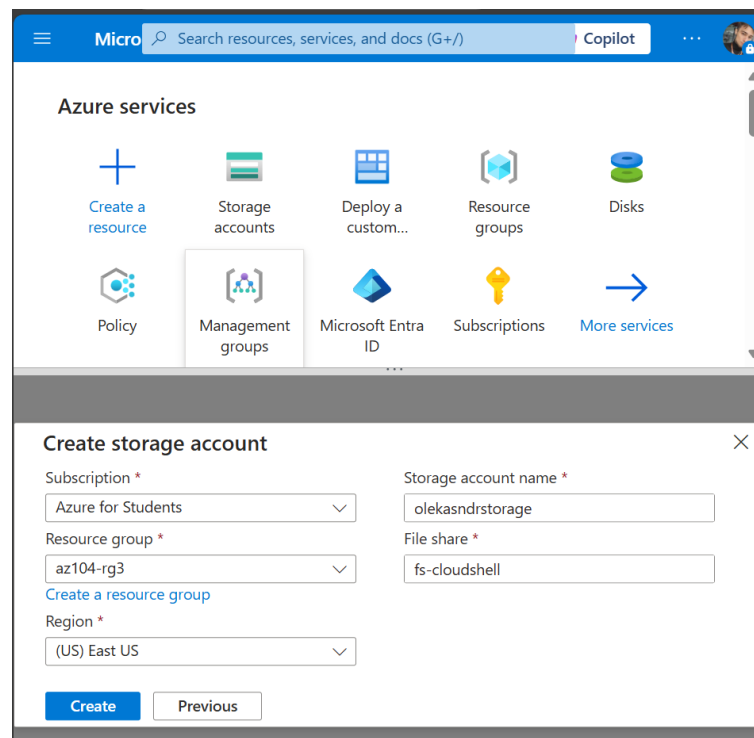 Micro
Search resources, services, and docs (G+/)
Copilot
...
Azure services
Create a resource
Storage accounts
Deploy a custom...
Resource groups
Disks
Policy
Management groups
Microsoft Entra ID
Subscriptions
More services
Create storage account
Subscription *
Storage account name *
Azure for Students
olekasndrstorage
Resource group *
File share *
az104-rg3
fs-cloudshell
Create a resource group
Region *
(US) East US
Create
Previous